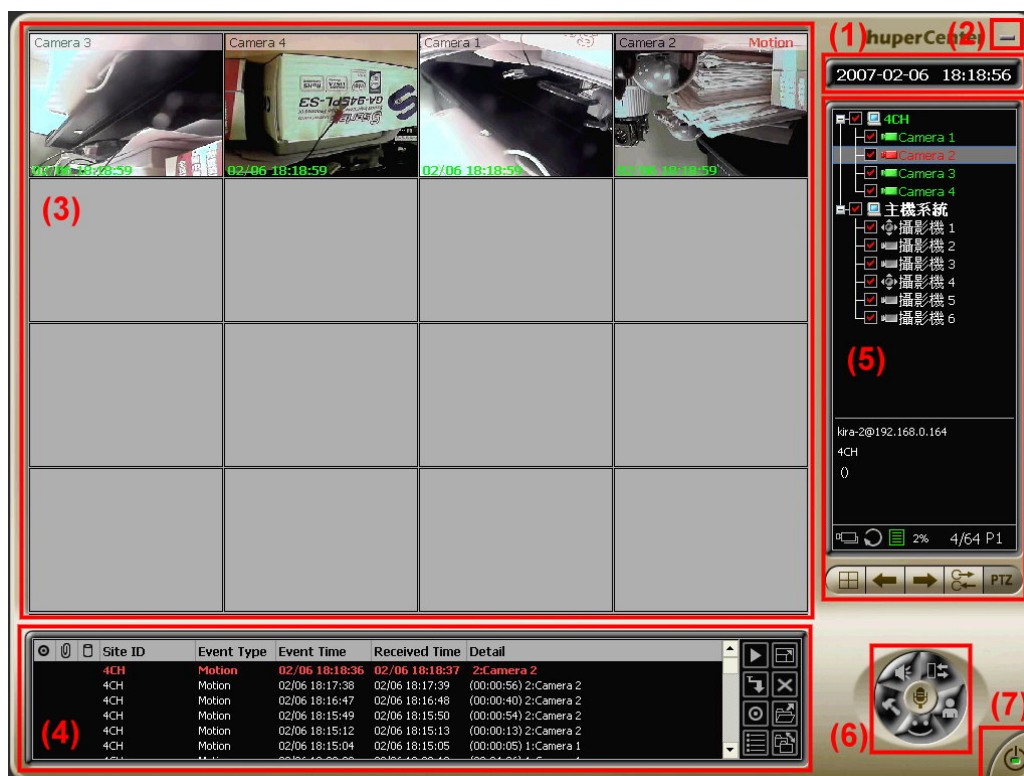 Camera 3
Camera 4
Camera 1
Camera 2 Motion
02/06 18:18:59
02/06 18:18:59
02/06 18:18:59
02/06 18:18:59
GA-945PL-S3
(1)
(2)
2007-02-06 18:18:56
(3)
4CH
Camera 1
Camera 2
Camera 3
Camera 4
主機系統
攝影機 1
攝影機 2
攝影機 3
攝影機 4
攝影機 5
攝影機 6
(5)
kira-2@192.168.0.164
4CH
()
2% 4/64 P1
PTZ
Site ID Event Type Event Time Received Time Detail
4CH Motion 02/06 18:18:36 02/06 18:18:37 2:Camera 2
4CH Motion 02/06 18:17:38 02/06 18:17:39 (00:00:56) 2:Camera 2
4CH Motion 02/06 18:16:47 02/06 18:16:48 (00:00:40) 2:Camera 2
4CH Motion 02/06 18:15:49 02/06 18:15:50 (00:00:54) 2:Camera 2
4CH Motion 02/06 18:15:12 02/06 18:15:13 (00:00:13) 2:Camera 2
4CH Motion 02/06 18:15:04 02/06 18:15:05 (00:00:05) 1:Camera 1
(4)
(6)
(7)